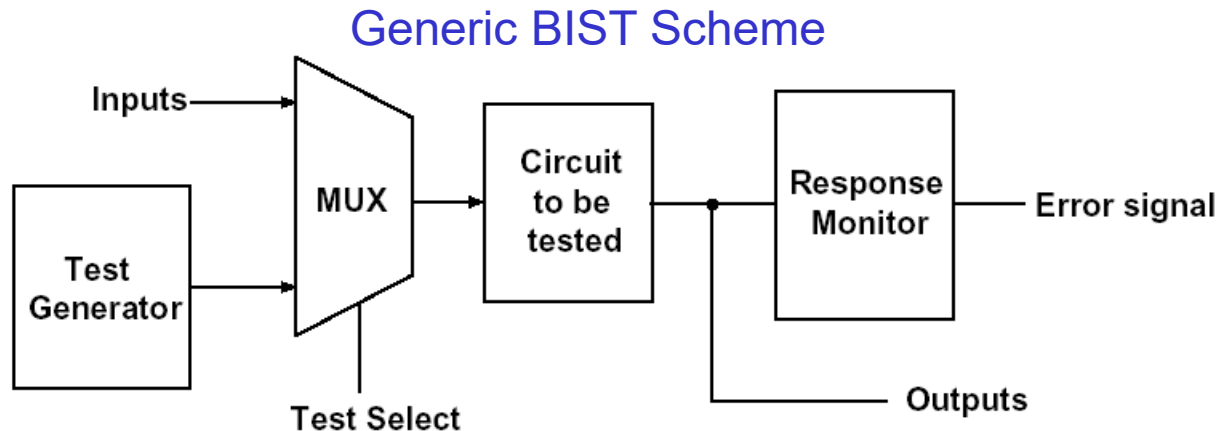 Generic BIST Scheme
Inputs
MUX
Circuit
to be
tested
Response
Monitor
Error signal
Test
Generator
Test Select
Outputs